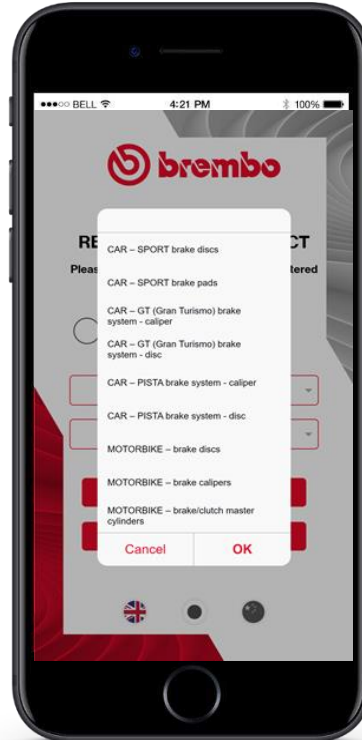 BELL 4:21 PM 100%
brembo
RE CT
Pleas tered
CAR – SPORT brake discs
CAR – SPORT brake pads
CAR – GT (Gran Turismo) brake
system - caliper
CAR – GT (Gran Turismo) brake
system - disc
CAR – PISTA brake system - caliper
CAR – PISTA brake system - disc
MOTORBIKE – brake discs
MOTORBIKE – brake calipers
MOTORBIKE – brake/clutch master
cylinders
Cancel OK